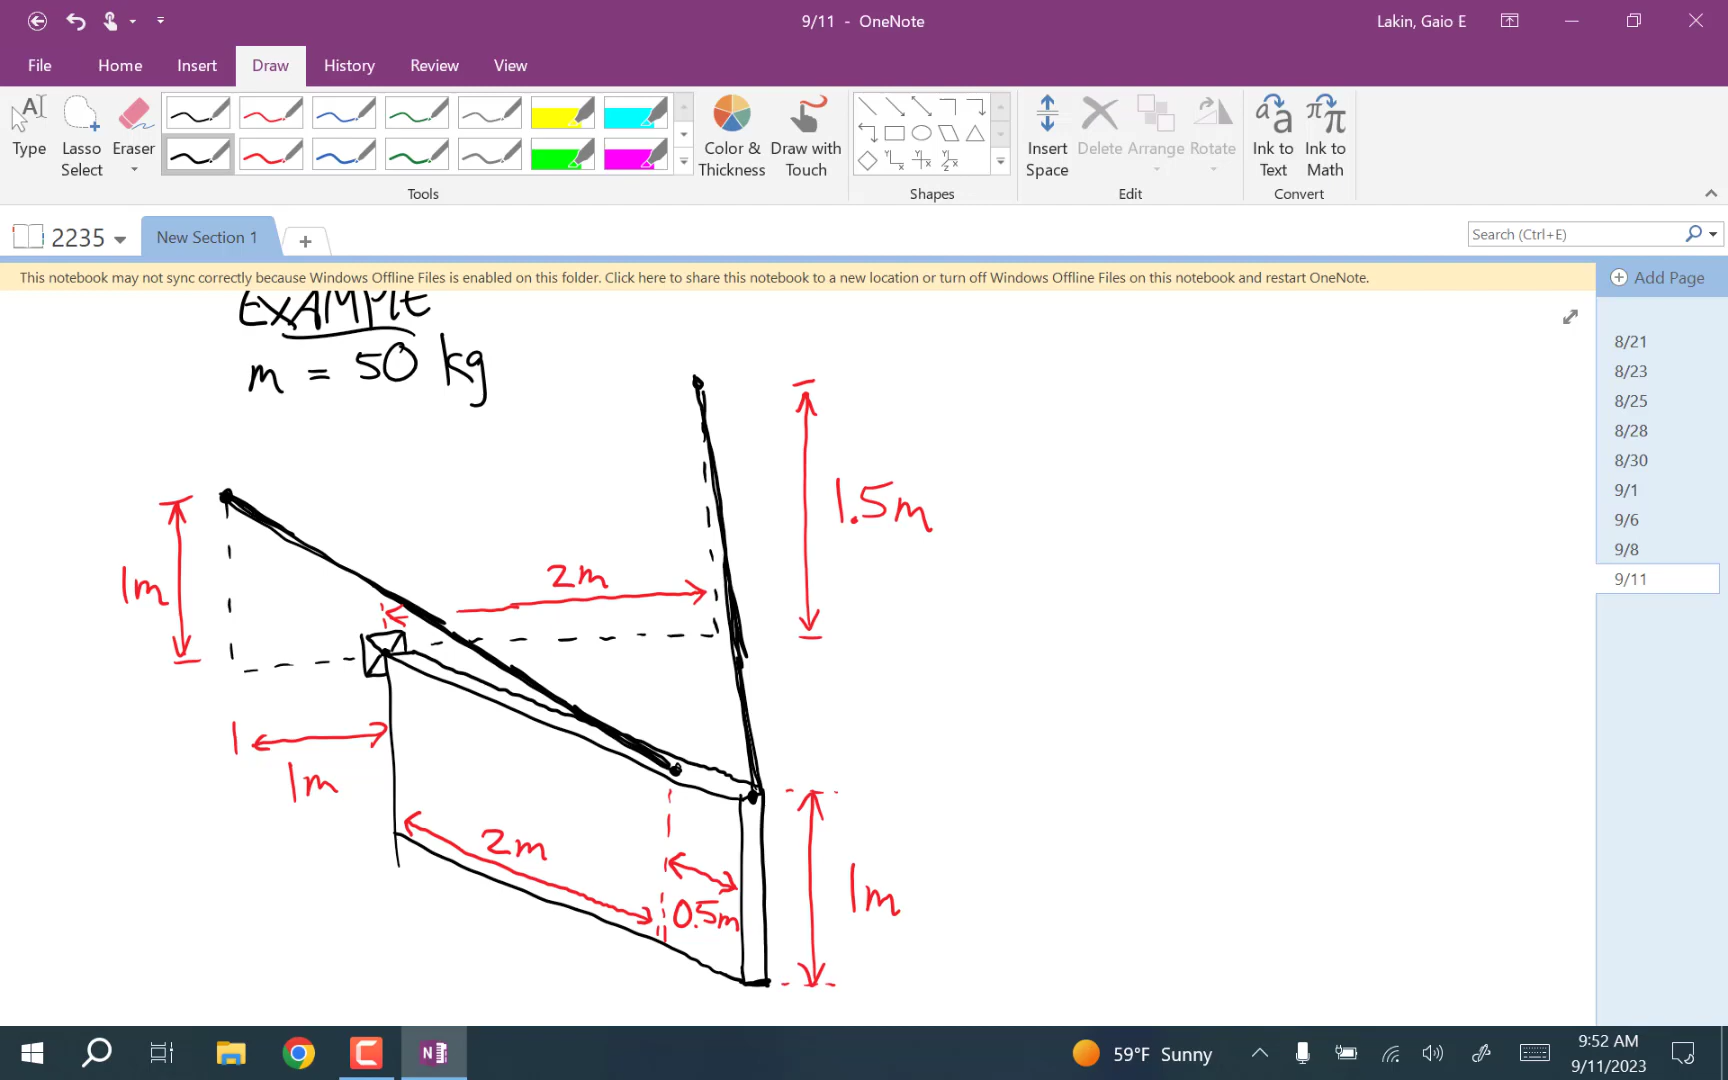 9/11 - OneNote
Lakin, Gaio E
File Home Insert Draw History Review View
Type
Lasso Select
Eraser
Color & Thickness
Draw with Touch
Insert Space
Delete Arrange Rotate
Ink to Text
Ink to Math
Tools
Shapes
Edit
Convert
2235
New Section 1
+
Search (Ctrl+E)
This notebook may not sync correctly because Windows Offline Files is enabled on this folder. Click here to share this notebook to a new location or turn off Windows Offline Files on this notebook and restart OneNote.
Add Page
8/21
8/23
8/25
8/28
8/30
9/1
9/6
9/8
9/11
EXAMPLE
m = 50 kg
1.5m
1m
2m
1m
2m
0.5m
1m
59°F Sunny
9:52 AM
9/11/2023